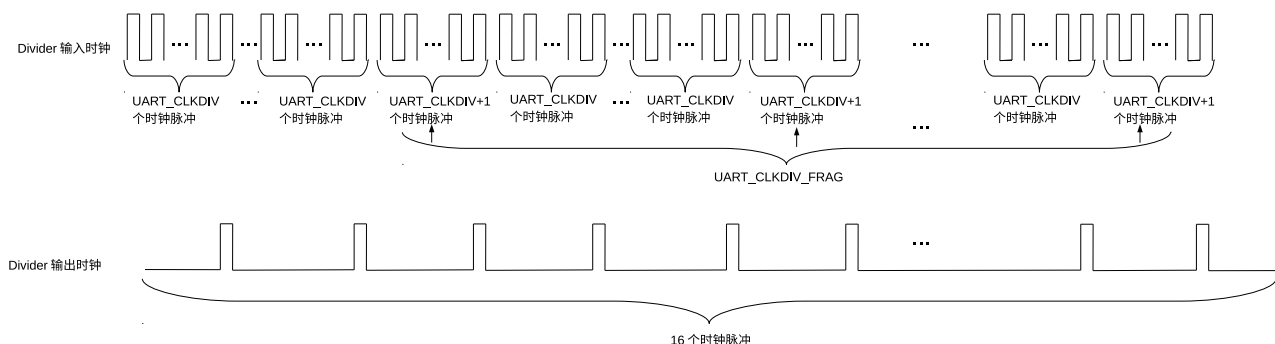 Divider 输入时钟
... ... ... ... ... ... ... ... ... ... ... ...
UART_CLKDIV ... UART_CLKDIV UART_CLKDIV+1 UART_CLKDIV ... UART_CLKDIV UART_CLKDIV+1 UART_CLKDIV UART_CLKDIV+1
个时钟脉冲 个时钟脉冲 个时钟脉冲 个时钟脉冲 个时钟脉冲 个时钟脉冲 ... 个时钟脉冲 个时钟脉冲
UART_CLKDIV_FRAG
...
Divider 输出时钟
16 个时钟脉冲